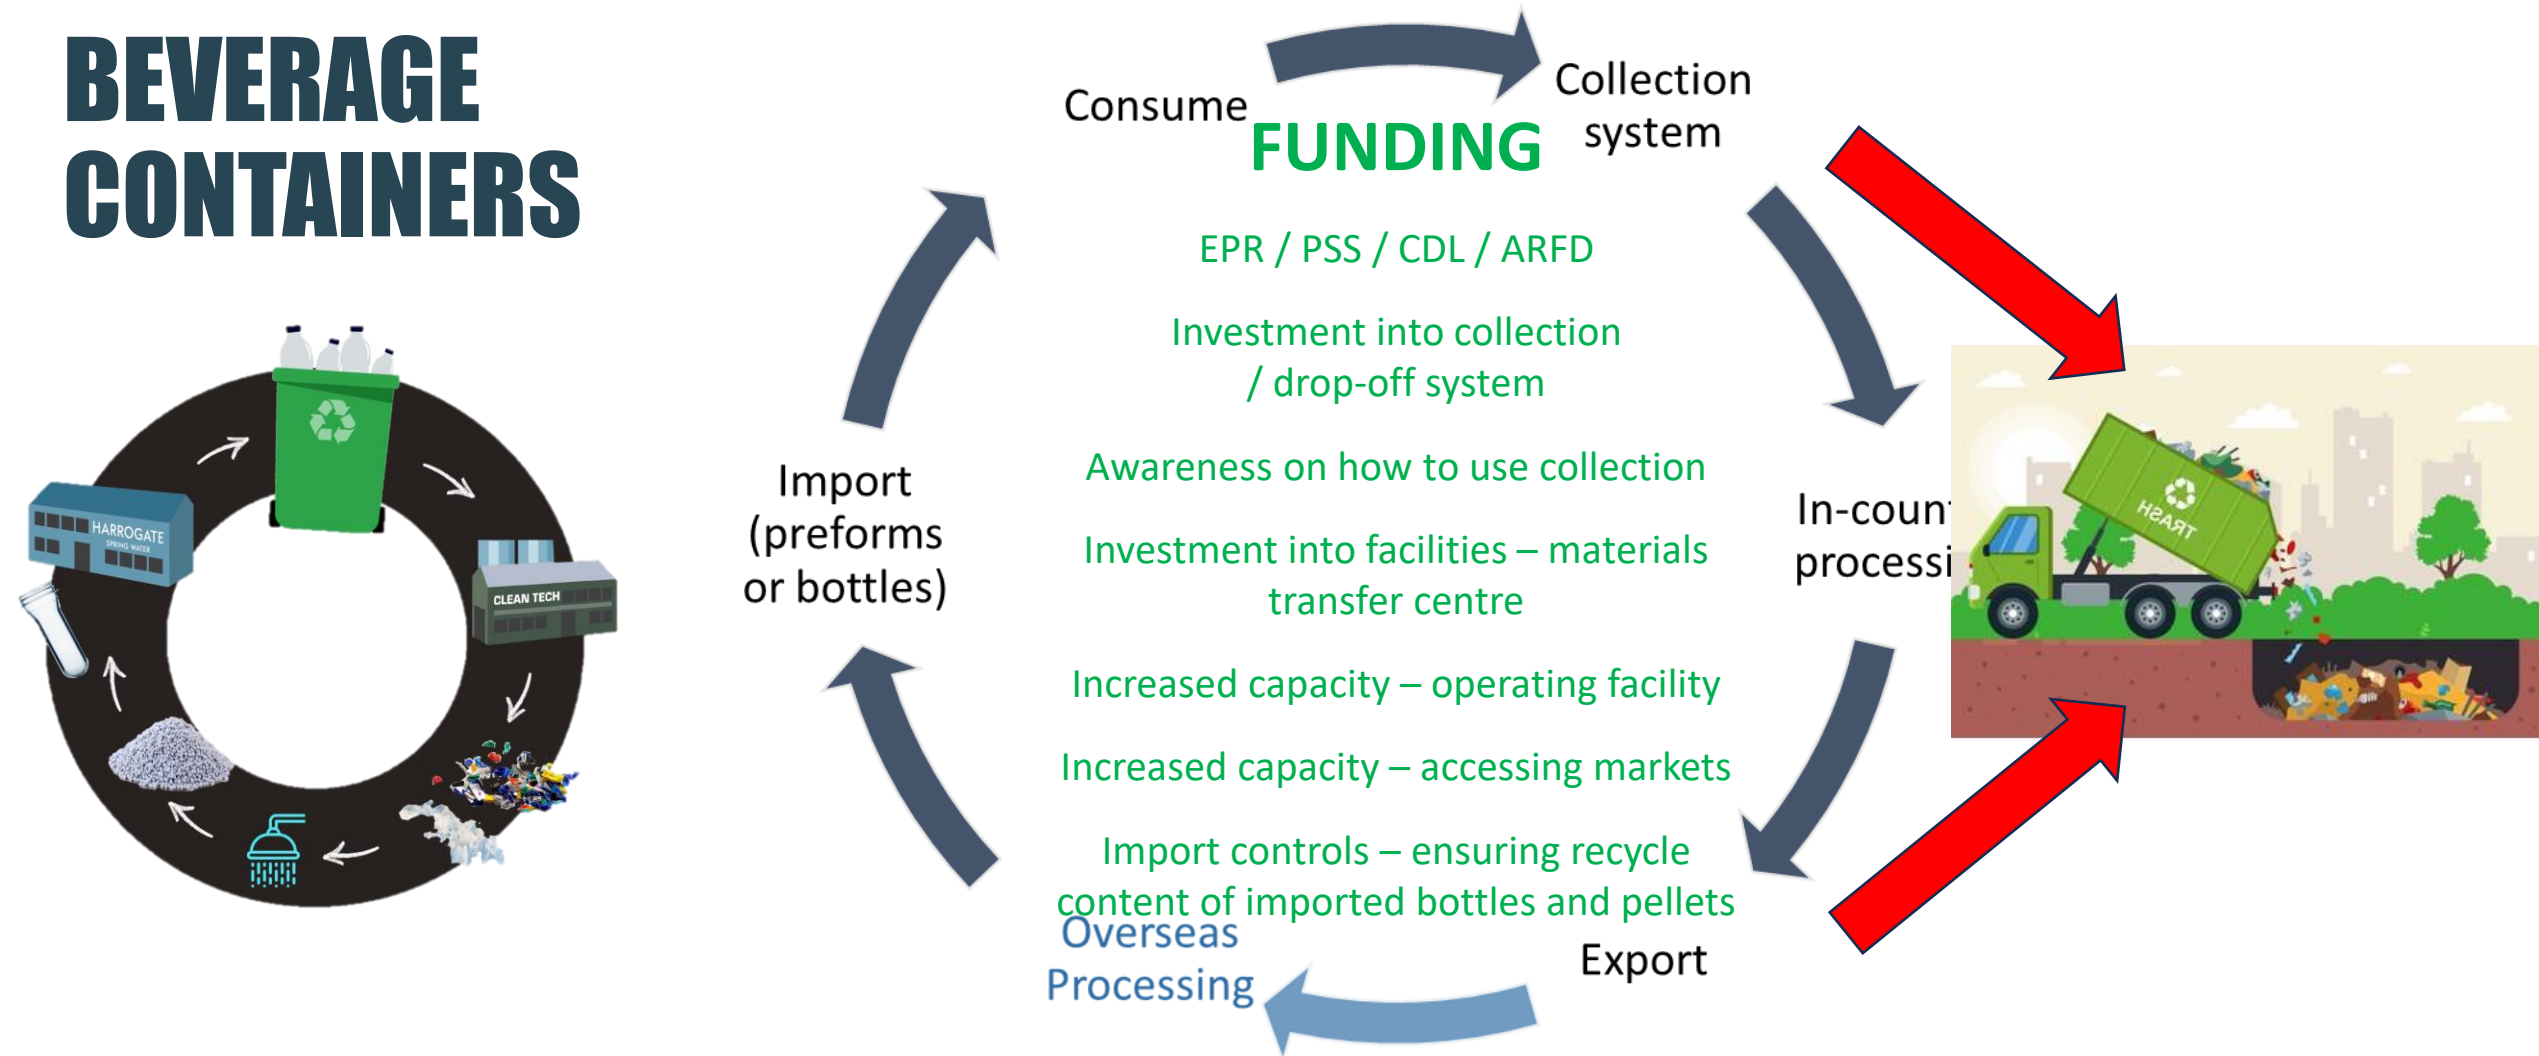 BEVERAGE
CONTAINERS
HARROGATE
SPRING WATER
CLEAN TECH
Consume
Collection
system
FUNDING
EPR / PSS / CDL / ARFD
Investment into collection
/ drop-off system
Awareness on how to use collection
Investment into facilities – materials
transfer centre
Increased capacity – operating facility
Increased capacity – accessing markets
Import controls – ensuring recycle
content of imported bottles and pellets
Import
(preforms
or bottles)
In-coun
processi
TRASH
Export
Overseas
Processing